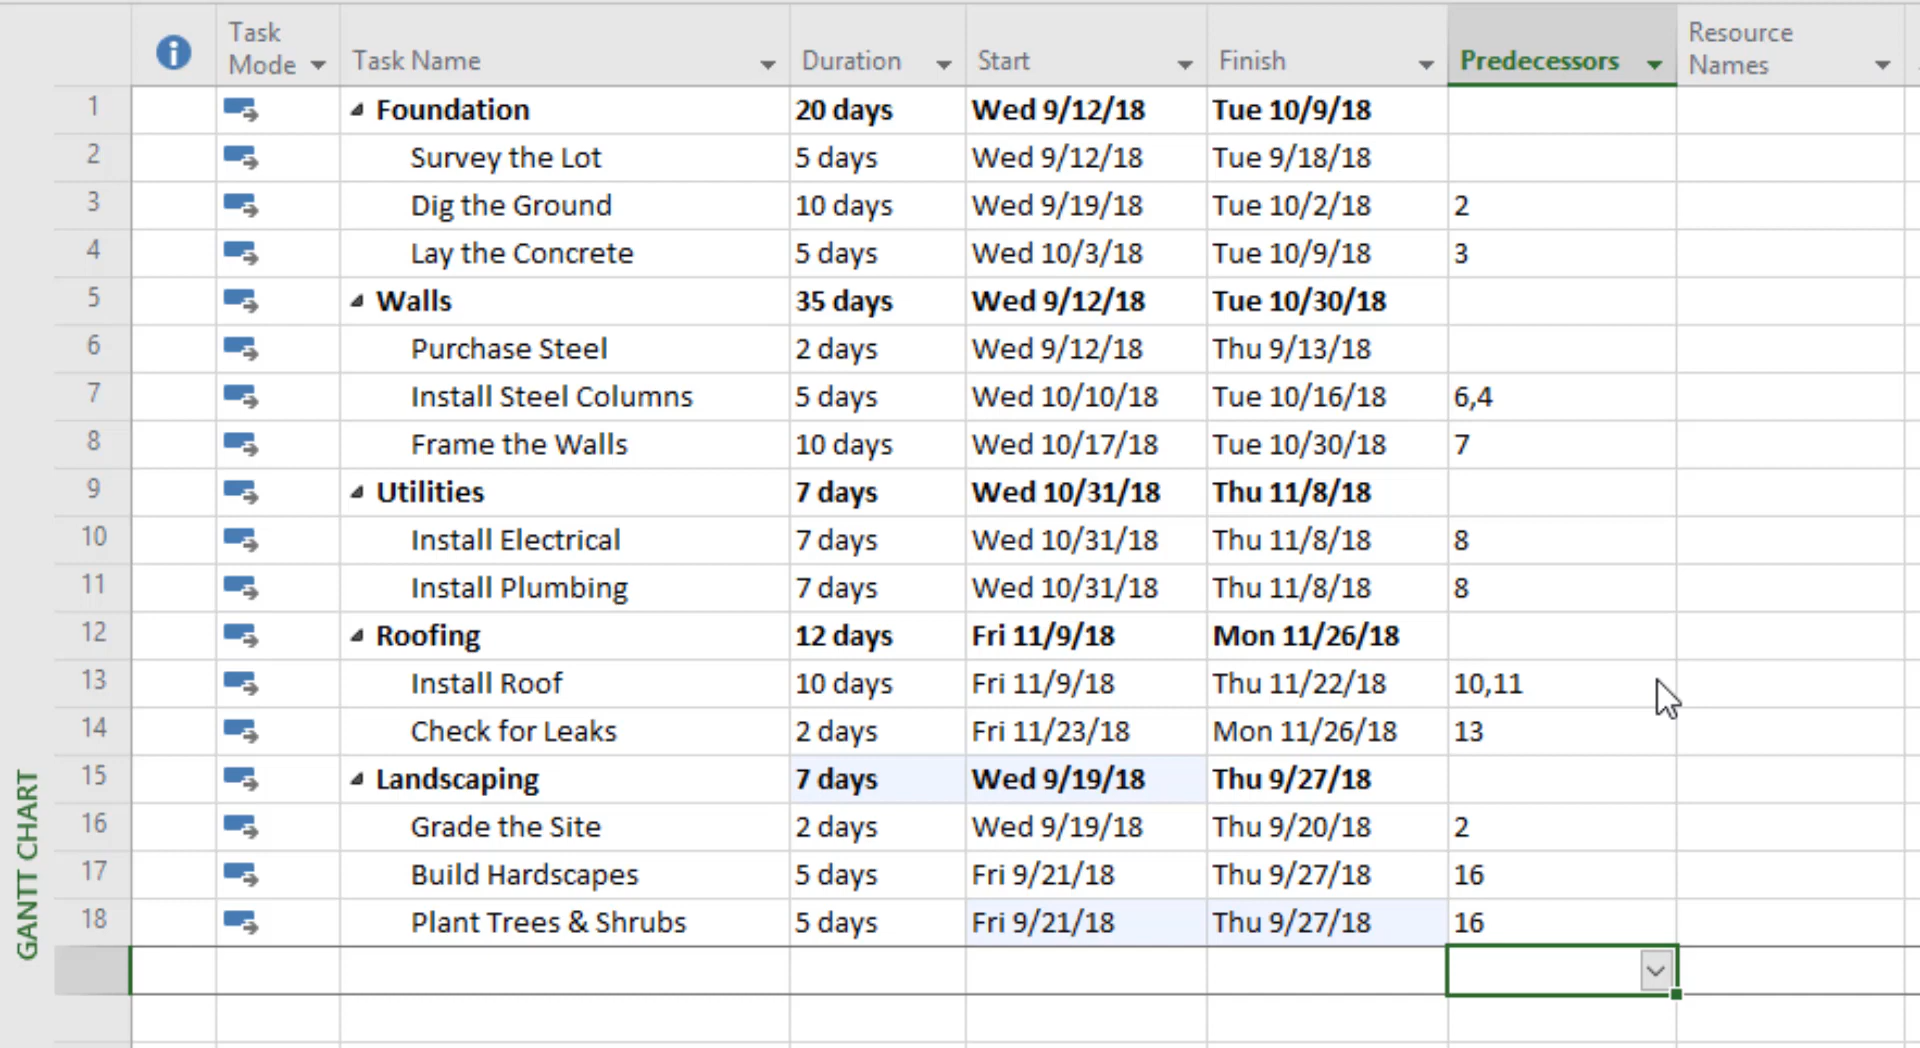 Task Mode Task Name Duration Start Finish Predecessors Resource Names
1 Foundation 20 days Wed 9/12/18 Tue 10/9/18
2 Survey the Lot 5 days Wed 9/12/18 Tue 9/18/18
3 Dig the Ground 10 days Wed 9/19/18 Tue 10/2/18 2
4 Lay the Concrete 5 days Wed 10/3/18 Tue 10/9/18 3
5 Walls 35 days Wed 9/12/18 Tue 10/30/18
6 Purchase Steel 2 days Wed 9/12/18 Thu 9/13/18
7 Install Steel Columns 5 days Wed 10/10/18 Tue 10/16/18 6,4
8 Frame the Walls 10 days Wed 10/17/18 Tue 10/30/18 7
9 Utilities 7 days Wed 10/31/18 Thu 11/8/18
10 Install Electrical 7 days Wed 10/31/18 Thu 11/8/18 8
11 Install Plumbing 7 days Wed 10/31/18 Thu 11/8/18 8
12 Roofing 12 days Fri 11/9/18 Mon 11/26/18
13 Install Roof 10 days Fri 11/9/18 Thu 11/22/18 10,11
14 Check for Leaks 2 days Fri 11/23/18 Mon 11/26/18 13
15 Landscaping 7 days Wed 9/19/18 Thu 9/27/18
16 Grade the Site 2 days Wed 9/19/18 Thu 9/20/18 2
17 Build Hardscapes 5 days Fri 9/21/18 Thu 9/27/18 16
18 Plant Trees & Shrubs 5 days Fri 9/21/18 Thu 9/27/18 16
GANTT CHART